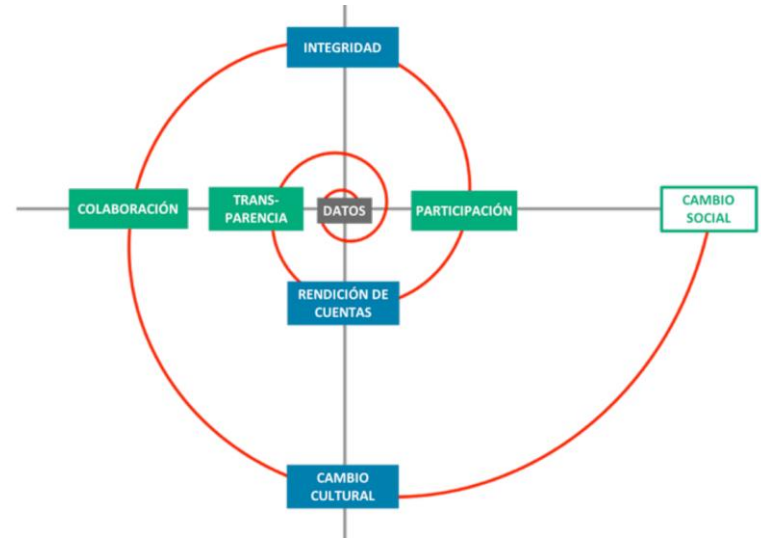 INTEGRIDAD
COLABORACIÓN
TRANS-
PARENCIA
DATOS
PARTICIPACIÓN
CAMBIO
SOCIAL
RENDICIÓN DE
CUENTAS
CAMBIO
CULTURAL